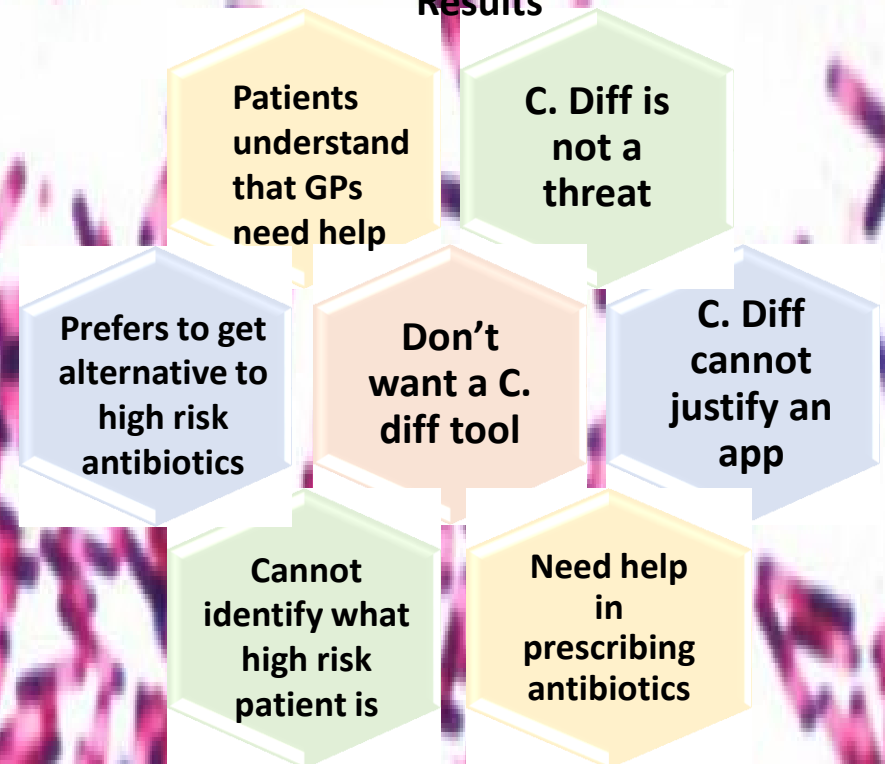 Results
Patients
understand
that GPs
need help
C. Diff is
not a
threat
Prefers to get
alternative to
high risk
antibiotics
Don’t
want a C.
diff tool
C. Diff
cannot
justify an
app
Cannot
identify what
high risk
patient is
Need help
in
prescribing
antibiotics